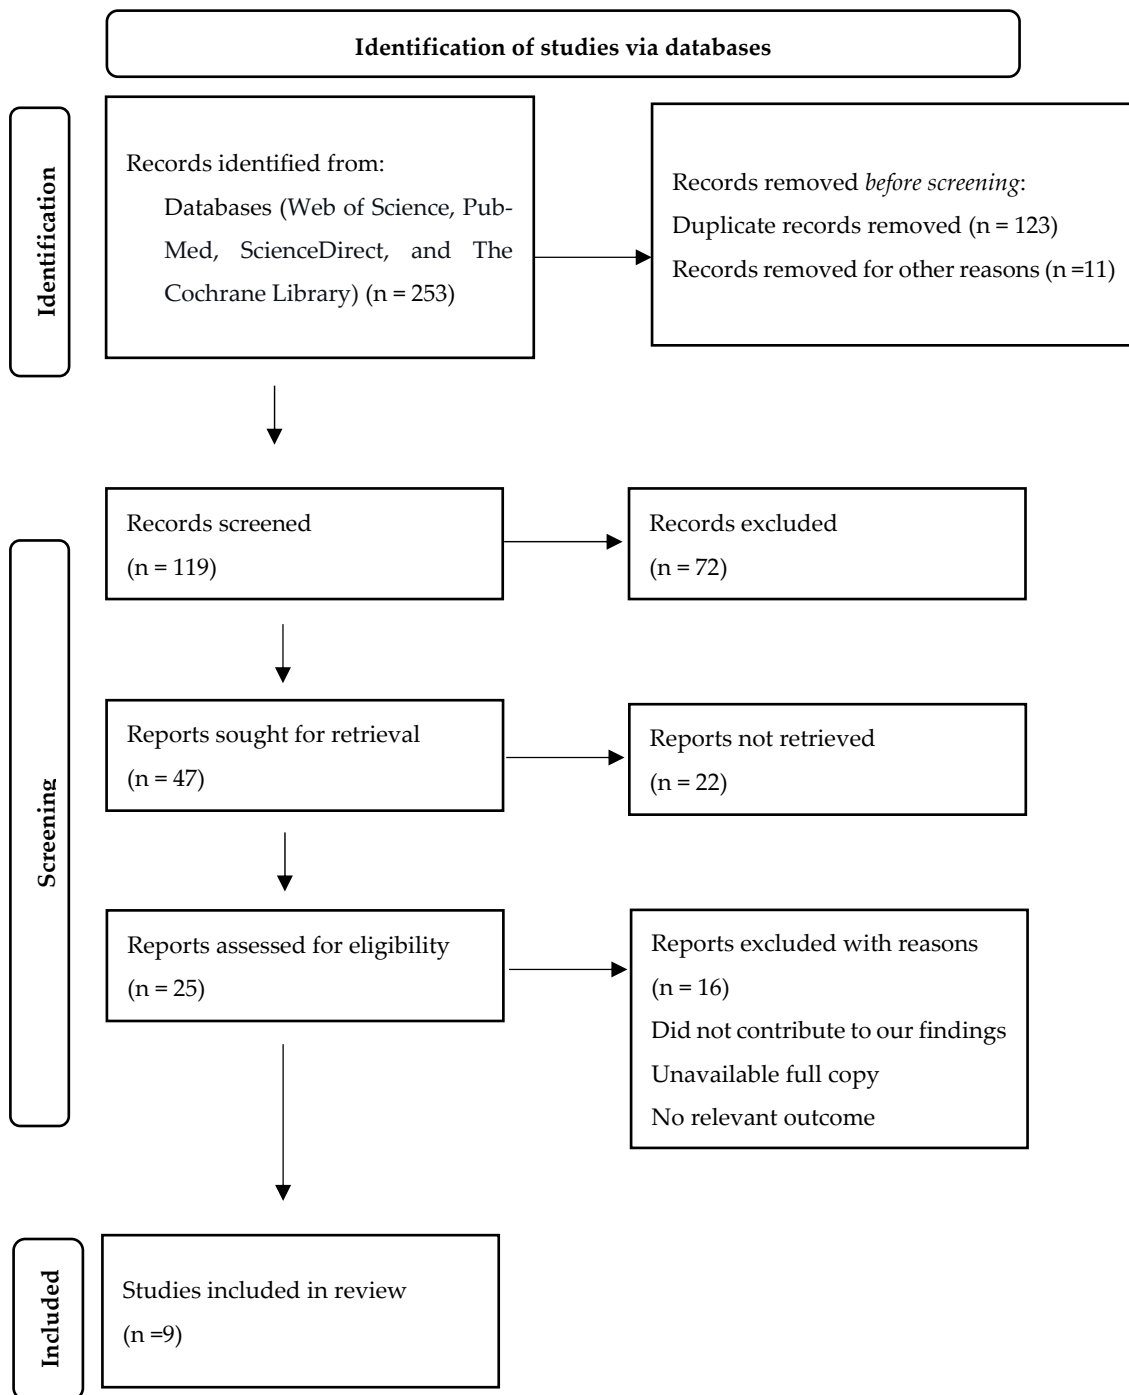 Identification of studies via databases
Identification
Records identified from:
Databases (Web of Science, Pub-
Med, ScienceDirect, and The
Cochrane Library) (n = 253)
Records removed before screening:
Duplicate records removed (n = 123)
Records removed for other reasons (n =11)
Screening
Records screened
(n = 119)
Records excluded
(n = 72)
Reports sought for retrieval
(n = 47)
Reports not retrieved
(n = 22)
Reports assessed for eligibility
(n = 25)
Reports excluded with reasons
(n = 16)
Did not contribute to our findings
Unavailable full copy
No relevant outcome
Included
Studies included in review
(n =9)